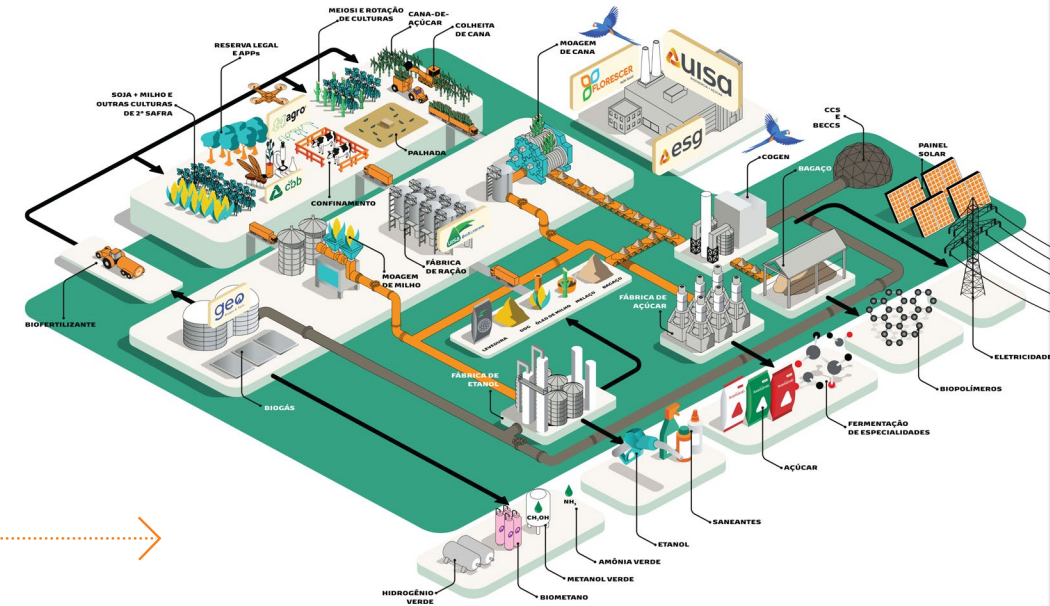 MEIOSI E ROTAÇÃO
DE CULTURAS
CANA-DE-
AÇÚCAR
COLHEITA
DE CANA
RESERVA LEGAL
E APPs
SOJA + MILHO E
OUTRAS CULTURAS
DE 2ª SAFRA
agro
cbb
PALHADA
CONFINAMENTO
MOAGEM
DE CANA
FLORESCER
uisa
esg
CCS
E
BECCS
PAINEL
SOLAR
COGEN
BAGAÇO
FÁBRICA
DE RAÇÃO
MOAGEM
DE MILHO
BIOFERTILIZANTE
geo
BIOGÁS
LEVEDURA
DDG
ÓLEO DE MILHO
MELAÇO
BAGAÇO
FÁBRICA DE
AÇÚCAR
FÁBRICA DE
ETANOL
ELETRICIDADE
BIOPOLÍMEROS
FERMENTAÇÃO
DE ESPECIALIDADES
AÇÚCAR
SANEANTES
ETANOL
NH₃
CH₃OH
AMÔNIA VERDE
METANOL VERDE
BIOMETANO
HIDROGÊNIO
VERDE